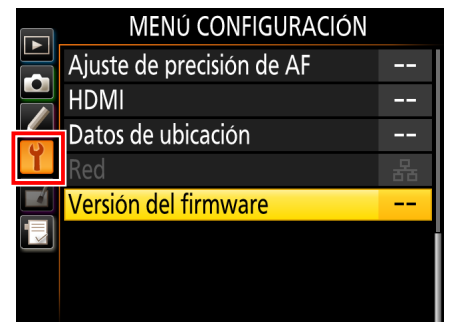 MENÚ CONFIGURACIÓN
Ajuste de precisión de AF --
HDMI --
Datos de ubicación --
Red
Versión del firmware --